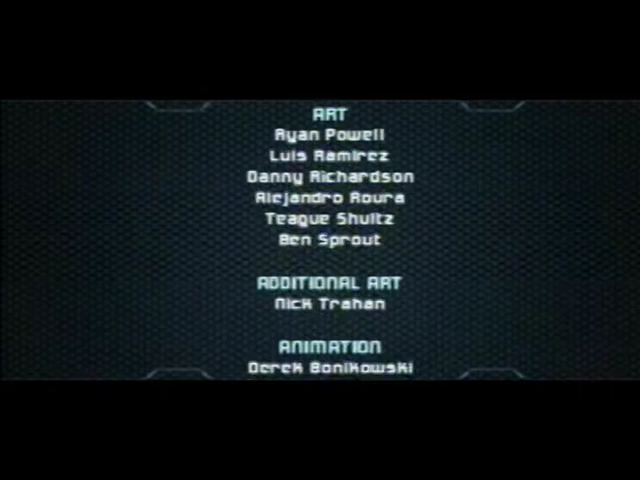 ART
Ryan Powell
Luis Ramirez
Danny Richardson
Alejandro Roura
Teague Shultz
Ben Sprout
ADDITIONAL ART
Nick Trahan
ANIMATION
Derek Bonikowski